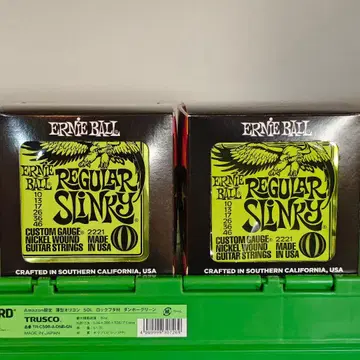 ERNIE BALL
ERNIE
BALL
REGULAR
SLINKY
10
13
17
26
36
46
CUSTOM GAUGE
NICKEL WOUND
GUITAR STRINGS
2221
MADE
IN USA
CRAFTED IN SOUTHERN CALIFORNIA, USA
ERNIE BALL
ERNIE
BALL
REGULAR
SLINKY
10
13
17
26
36
46
CUSTOM GAUGE
NICKEL WOUND
GUITAR STRINGS
2221
MADE
IN USA
CRAFTED IN SOUTHERN CALIFORNIA, USA
TRUSCO
MADE IN JAPAN